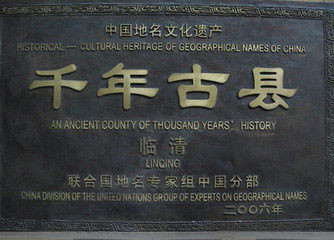 中国地名文化遗产
HISTORICAL — CULTURAL HERITAGE OF GEOGRAPHICAL NAMES OF CHINA
千年古县
AN ANCIENT COUNTY OF THOUSAND YEARS' HISTORY
临清
LINQING
联合国地名专家组中国分部
CHINA DIVISION OF THE UNITED NATIONS GROUP OF EXPERTS ON GEOGRAPHICAL NAMES
二〇〇六年